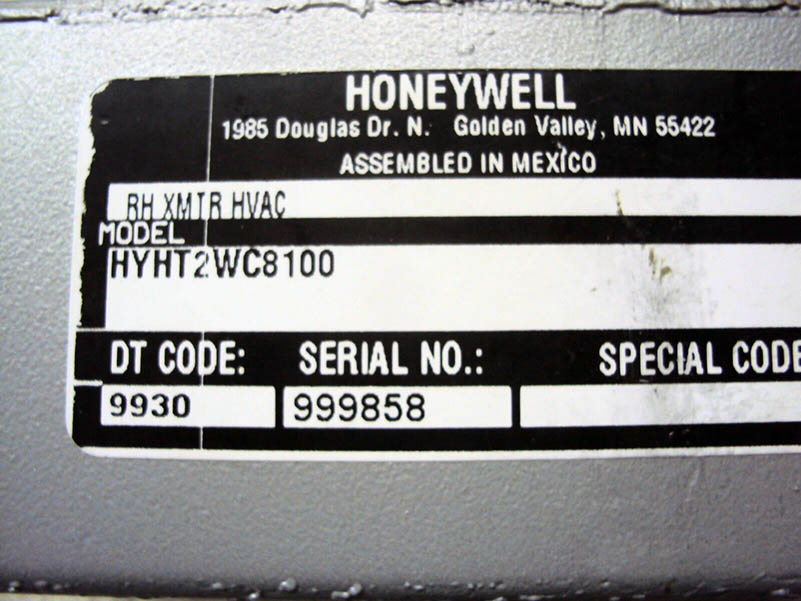 HONEYWELL
1985 Douglas Dr. N. Golden Valley, MN 55422
ASSEMBLED IN MEXICO
RH XMTR HVAC
MODEL
HYHT2WC8100
DT CODE: SERIAL NO.: SPECIAL CODE
9930 999858